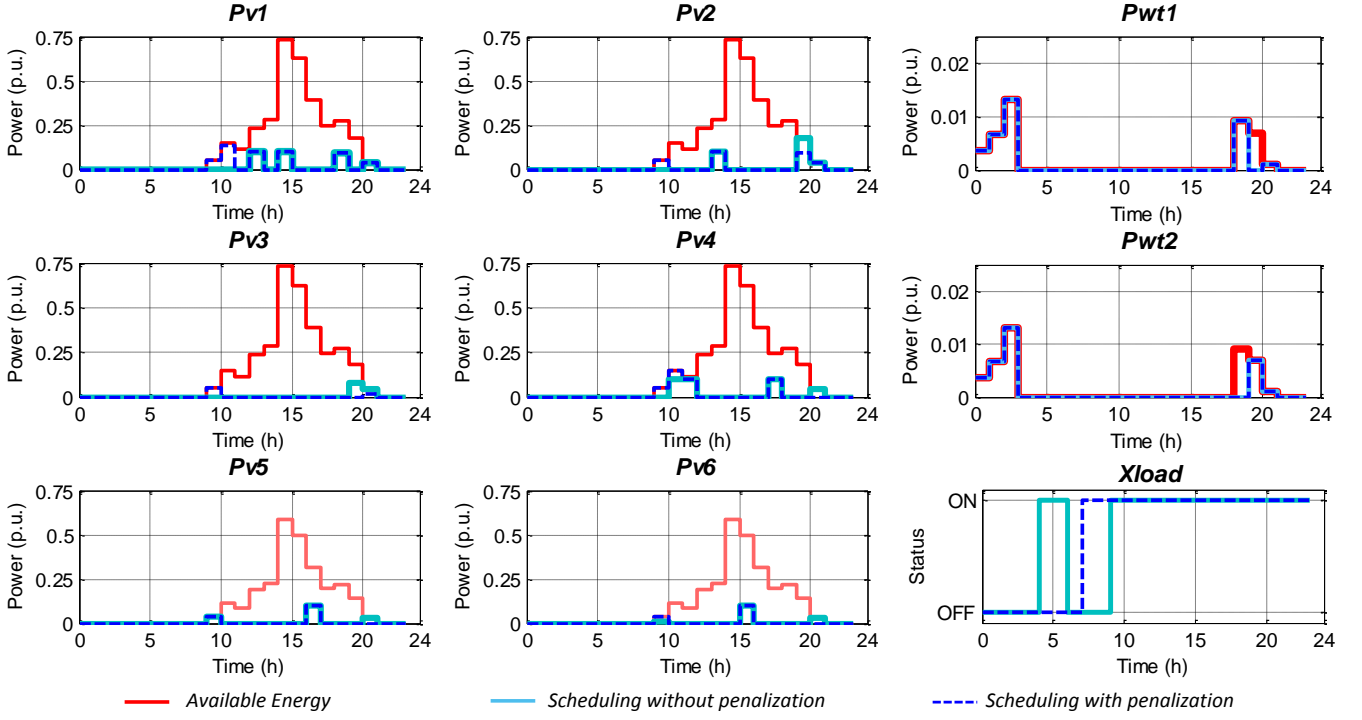 Pv1
Power (p.u.)
0.75
0.5
0.25
0
0 5 10 15 20 24
Time (h)
Pv2
Power (p.u.)
0.75
0.5
0.25
0
0 5 10 15 20 24
Time (h)
Pwt1
Power (p.u.)
0.02
0.01
0
0 5 10 15 20 24
Time (h)
Pv3
Power (p.u.)
0.75
0.5
0.25
0
0 5 10 15 20 24
Time (h)
Pv4
Power (p.u.)
0.75
0.5
0.25
0
0 5 10 15 20 24
Time (h)
Pwt2
Power (p.u.)
0.02
0.01
0
0 5 10 15 20 24
Time (h)
Pv5
Power (p.u.)
0.75
0.5
0.25
0
0 5 10 15 20 24
Time (h)
Pv6
Power (p.u.)
0.75
0.5
0.25
0
0 5 10 15 20 24
Time (h)
Xload
Status
ON
OFF
0 5 10 15 20 24
Time (h)
Available Energy
Scheduling without penalization
Scheduling with penalization